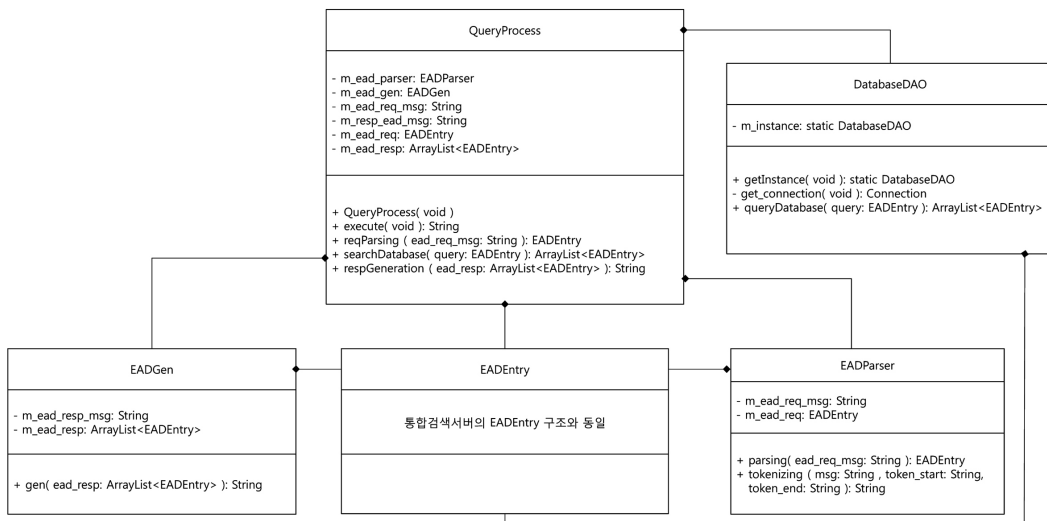 QueryProcess
- m_ead_parser: EADParser
- m_ead_gen: EADGen
- m_ead_req_msg: String
- m_resp_ead_msg: String
- m_ead_req: EADEntry
- m_ead_resp: ArrayList<EADEntry>
+ QueryProcess( void )
+ execute( void ): String
+ reqParsing ( ead_req_msg: String ): EADEntry
+ searchDatabase( query: EADEntry ): ArrayList<EADEntry>
+ respGeneration ( ead_resp: ArrayList<EADEntry> ): String
DatabaseDAO
- m_instance: static DatabaseDAO
+ getInstance( void ): static DatabaseDAO
- get_connection( void ): Connection
+ queryDatabase( query: EADEntry ): ArrayList<EADEntry>
EADGen
- m_ead_resp_msg: String
- m_ead_resp: ArrayList<EADEntry>
+ gen( ead_resp: ArrayList<EADEntry> ): String
EADEntry
통합검색서버의 EADEntry 구조와 동일
EADParser
- m_ead_req_msg: String
- m_ead_req: EADEntry
+ parsing( ead_req_msg: String ): EADEntry
+ tokenizing ( msg: String , token_start: String,
token_end: String ): String